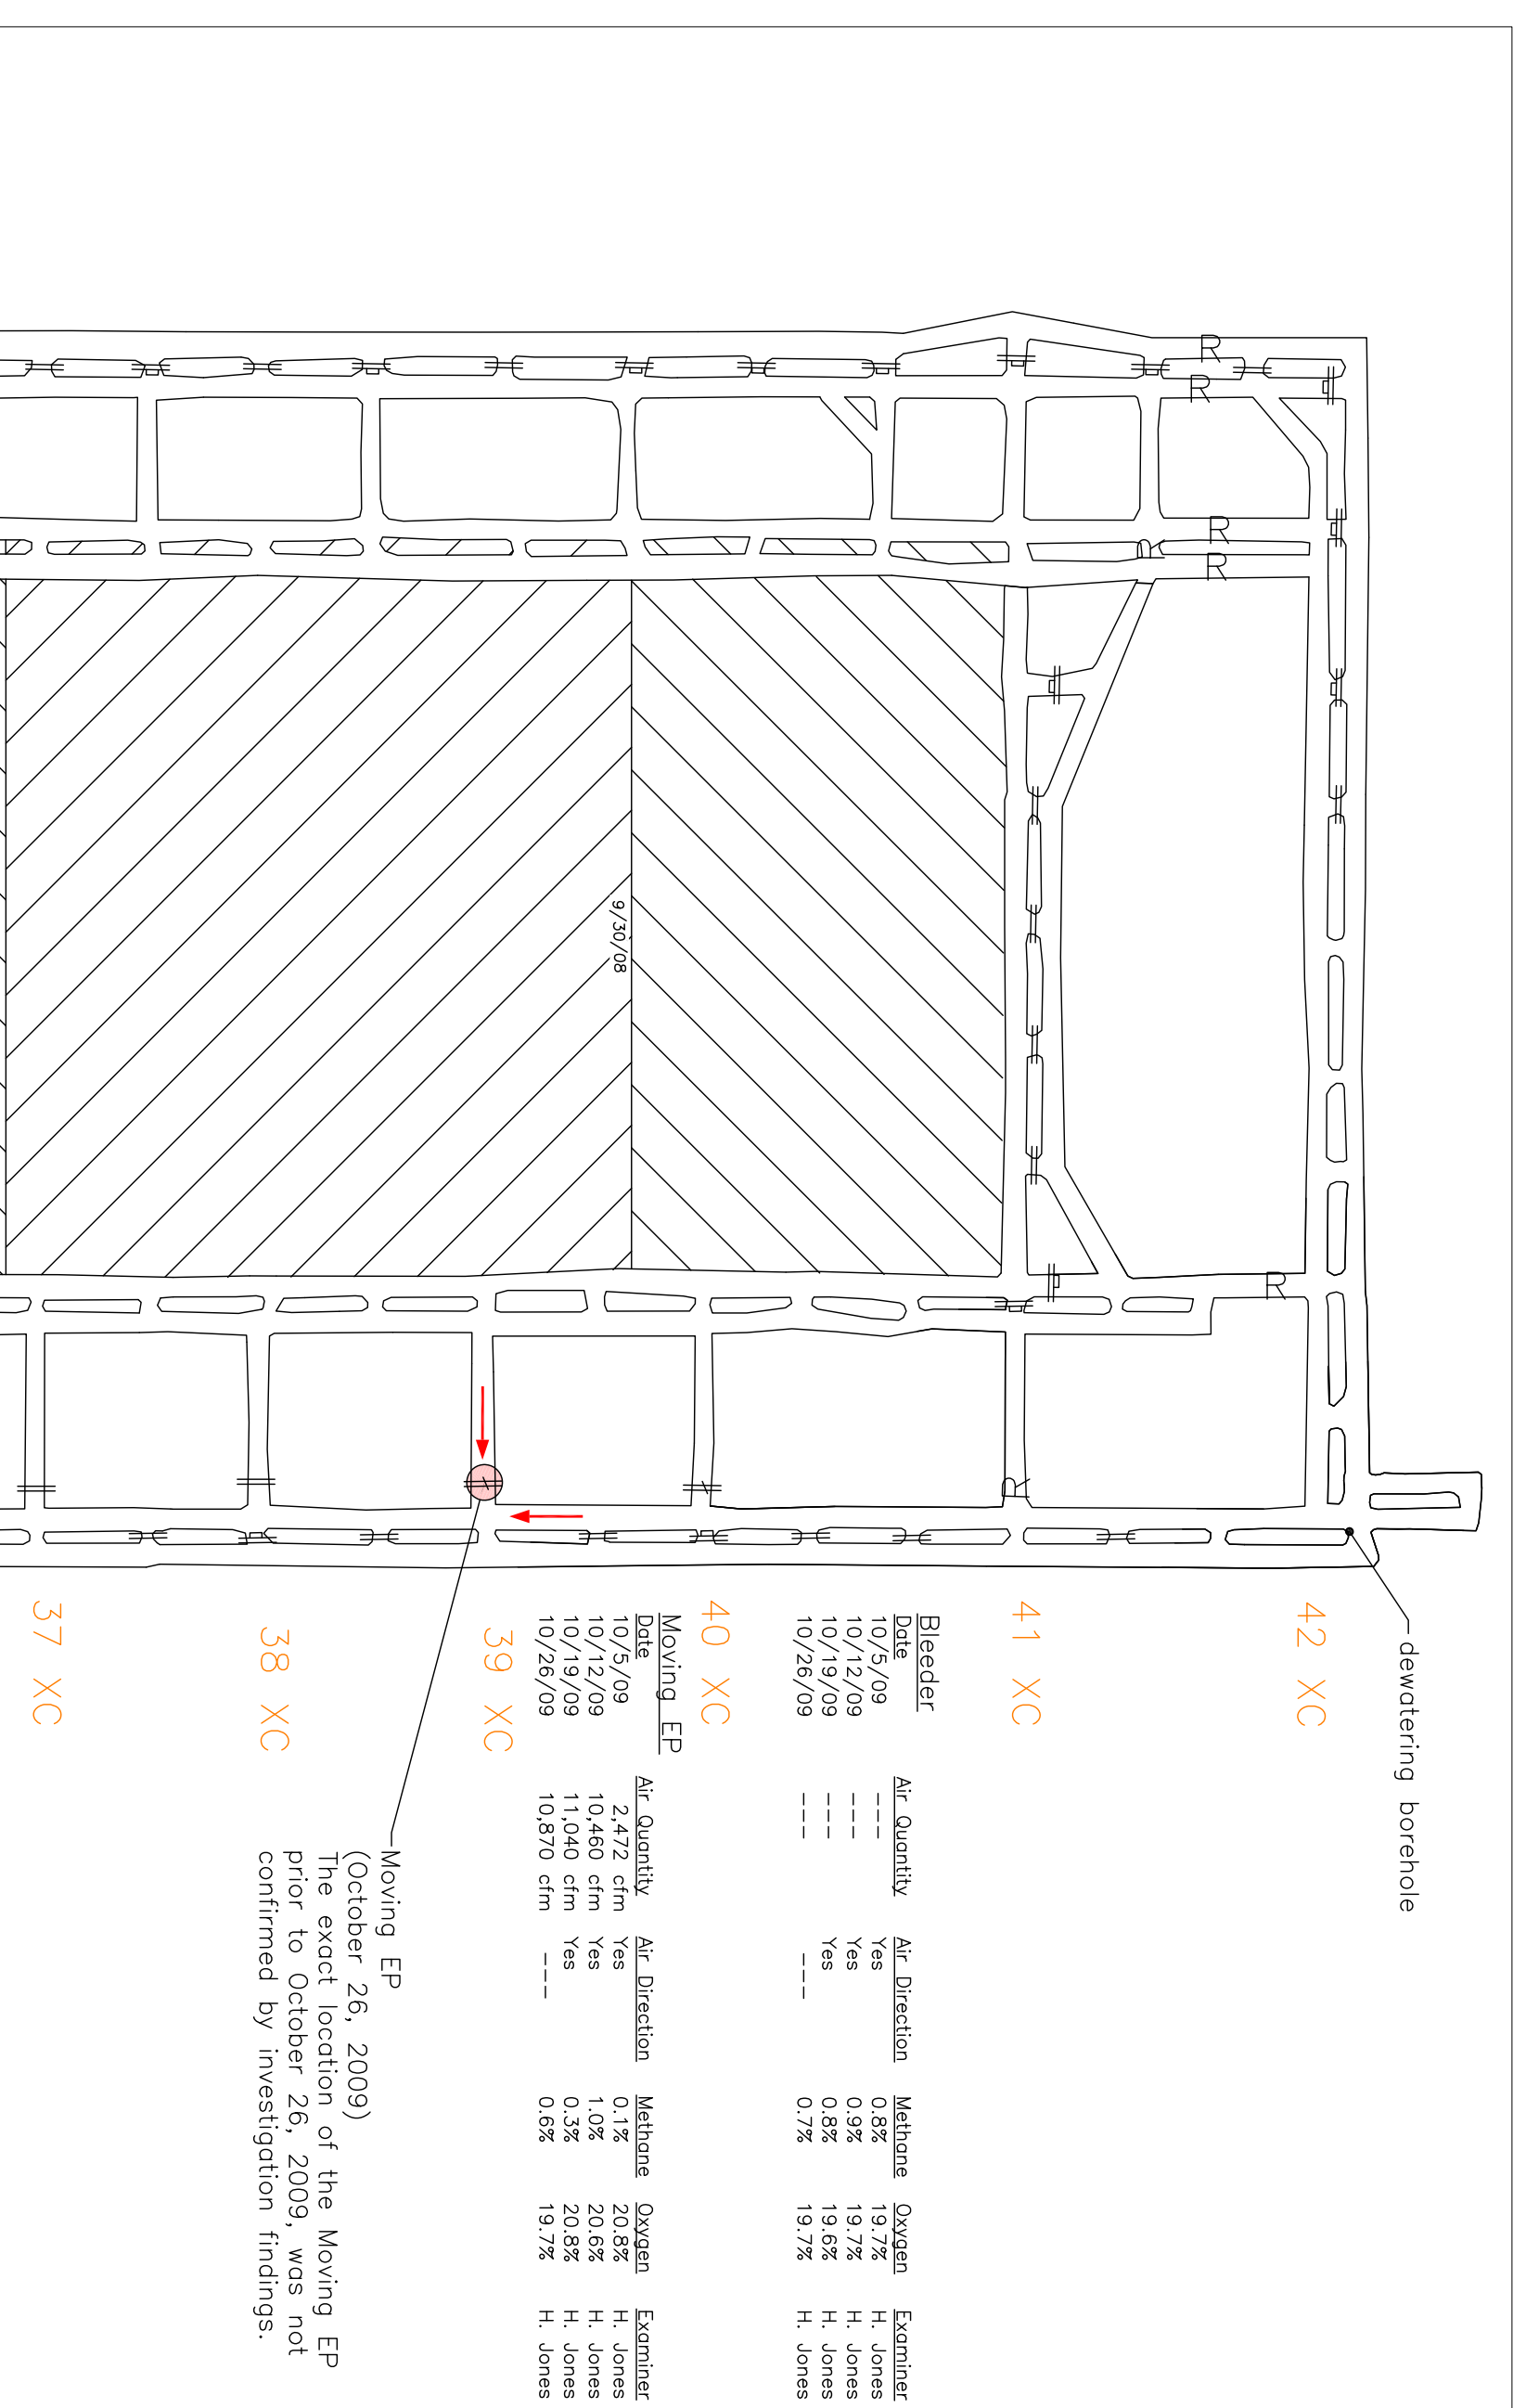 R
R
R
R
R
R
R
9/30/08
dewatering borehole
42 XC
41 XC
40 XC
39 XC
38 XC
37 XC
Bleeder
Date Air Quantity Air Direction Methane Oxygen Examiner
10/5/09 --- Yes 0.8% 19.7% H. Jones
10/12/09 --- Yes 0.9% 19.7% H. Jones
10/19/09 --- Yes 0.8% 19.6% H. Jones
10/26/09 --- --- 0.7% 19.7% H. Jones
Moving EP
Date Air Quantity Air Direction Methane Oxygen Examiner
10/5/09 2,472 cfm Yes 0.1% 20.8% H. Jones
10/12/09 10,460 cfm Yes 1.0% 20.6% H. Jones
10/19/09 11,040 cfm Yes 0.3% 20.8% H. Jones
10/26/09 10,870 cfm --- 0.6% 19.7% H. Jones
Moving EP
(October 26, 2009)
The exact location of the Moving EP
prior to October 26, 2009, was not
confirmed by investigation findings.